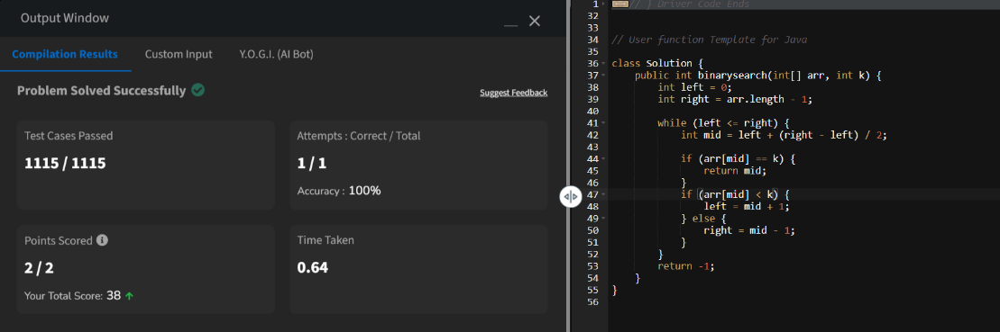 Output Window
Compilation Results
Custom Input
Y.O.G.I. (AI Bot)
Problem Solved Successfully
Suggest Feedback
Test Cases Passed
1115 / 1115
Attempts : Correct / Total
1 / 1
Accuracy : 100%
Points Scored
2 / 2
Your Total Score: 38
Time Taken
0.64
1 // } Driver Code Ends
32
33
34 // User function Template for Java
35
36 class Solution {
37     public int binarysearch(int[] arr, int k) {
38         int left = 0;
39         int right = arr.length - 1;
40
41         while (left <= right) {
42             int mid = left + (right - left) / 2;
43
44             if (arr[mid] == k) {
45                 return mid;
46             }
47             if (arr[mid] < k) {
48                 left = mid + 1;
49             } else {
50                 right = mid - 1;
51             }
52         }
53         return -1;
54     }
55 }
56